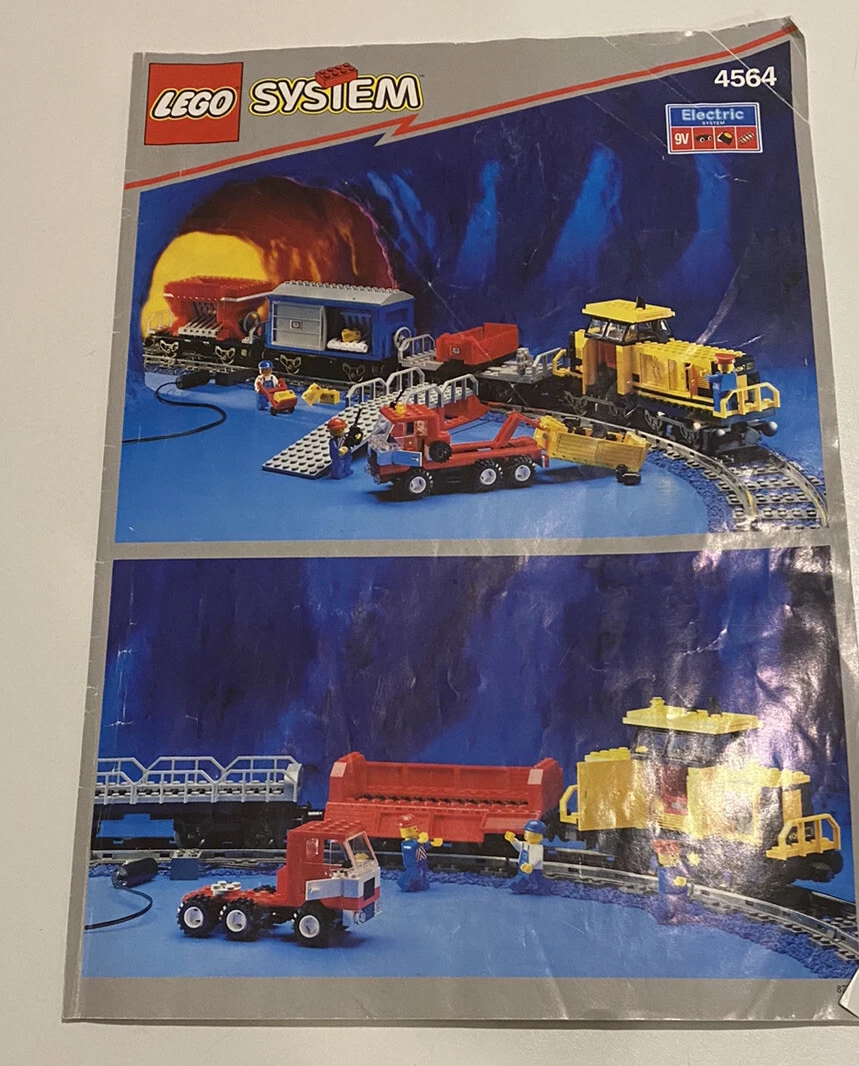 LEGO SYSTEM
4564
Electric
SYSTEM
9V